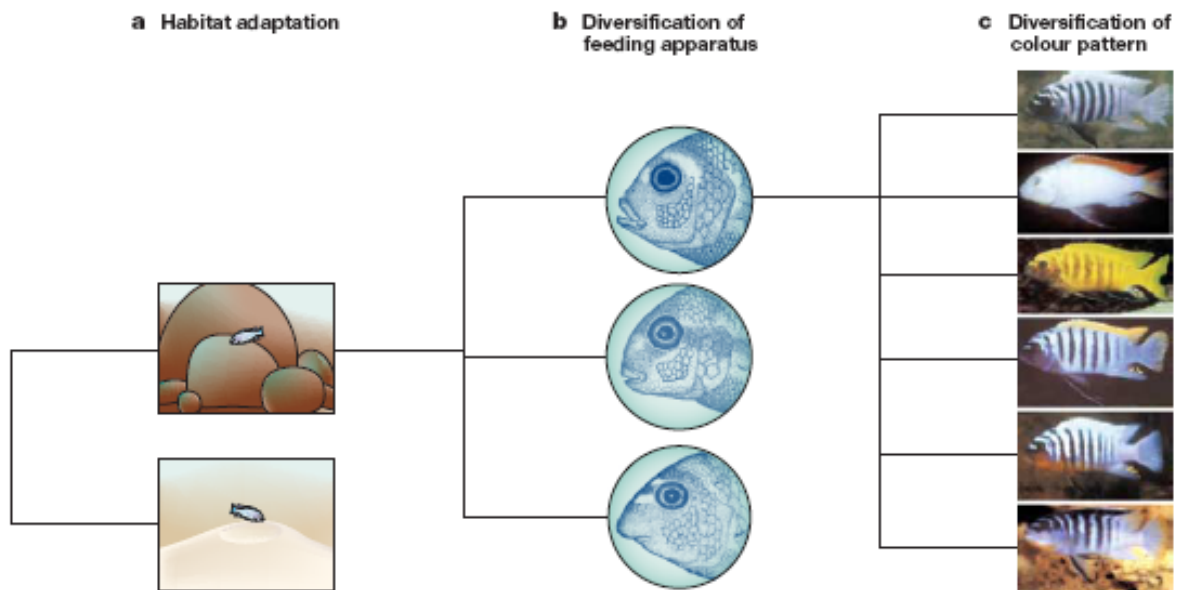 a Habitat adaptation
b Diversification of
feeding apparatus
c Diversification of
colour pattern